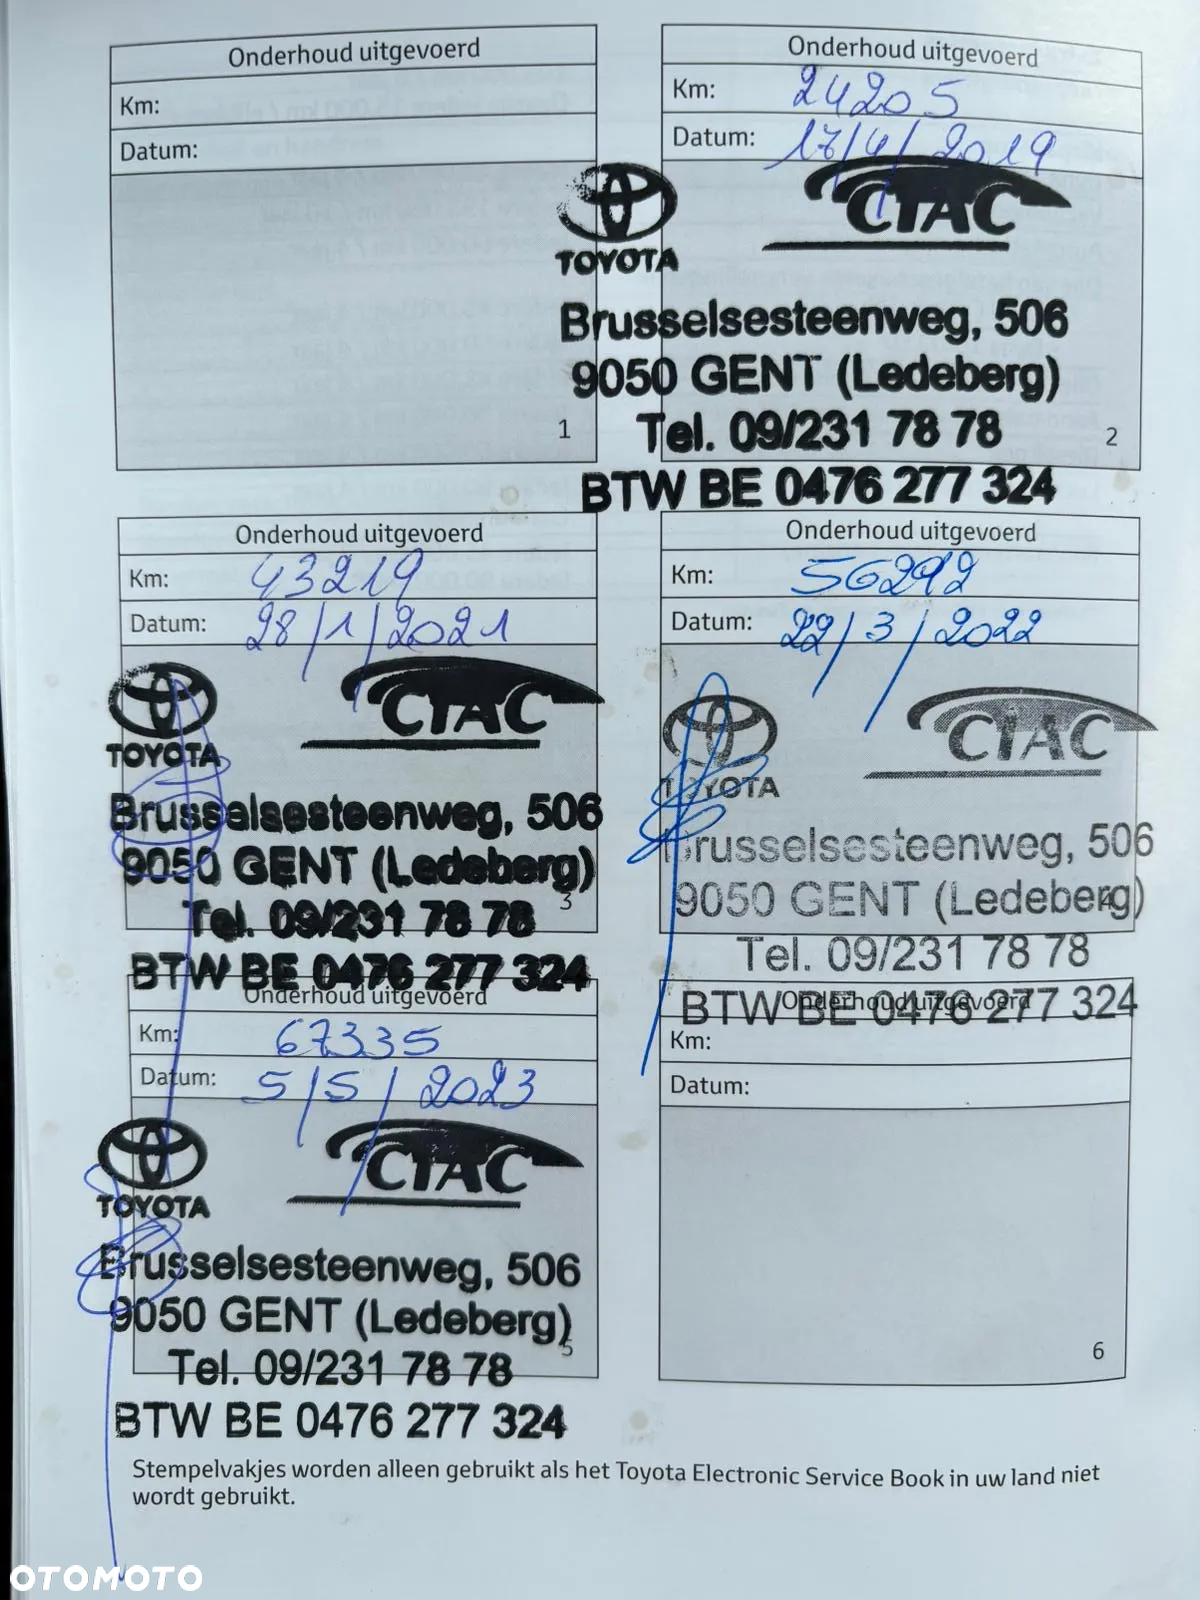 Onderhoud uitgevoerd
Km:
Datum:
1
Onderhoud uitgevoerd
Km: 24205
Datum: 17/4/2019
TOYOTA CIAC
Brusselsesteenweg, 506
9050 GENT (Ledeberg)
Tel. 09/231 78 78
2
BTW BE 0476 277 324
Onderhoud uitgevoerd
Km: 43219
Datum: 28/1/2021
TOYOTA CIAC
Brusselsesteenweg, 506
9050 GENT (Ledeberg)
3
Tel. 09/231 78 78
BTW BE 0476 277 324
Onderhoud uitgevoerd
Km: 56292
Datum: 22/3/2022
TOYOTA CIAC
Brusselsesteenweg, 506
9050 GENT (Ledeberg)
4
Tel. 09/231 78 78
BTW BE 0476 277 324
Onderhoud uitgevoerd
Km: 67335
Datum: 5/5/2023
TOYOTA CIAC
Brusselsesteenweg, 506
9050 GENT (Ledeberg)
5
Tel. 09/231 78 78
BTW BE 0476 277 324
Onderhoud uitgevoerd
Km:
Datum:
6
Stempelvakjes worden alleen gebruikt als het Toyota Electronic Service Book in uw land niet
wordt gebruikt.
OTOMOTO